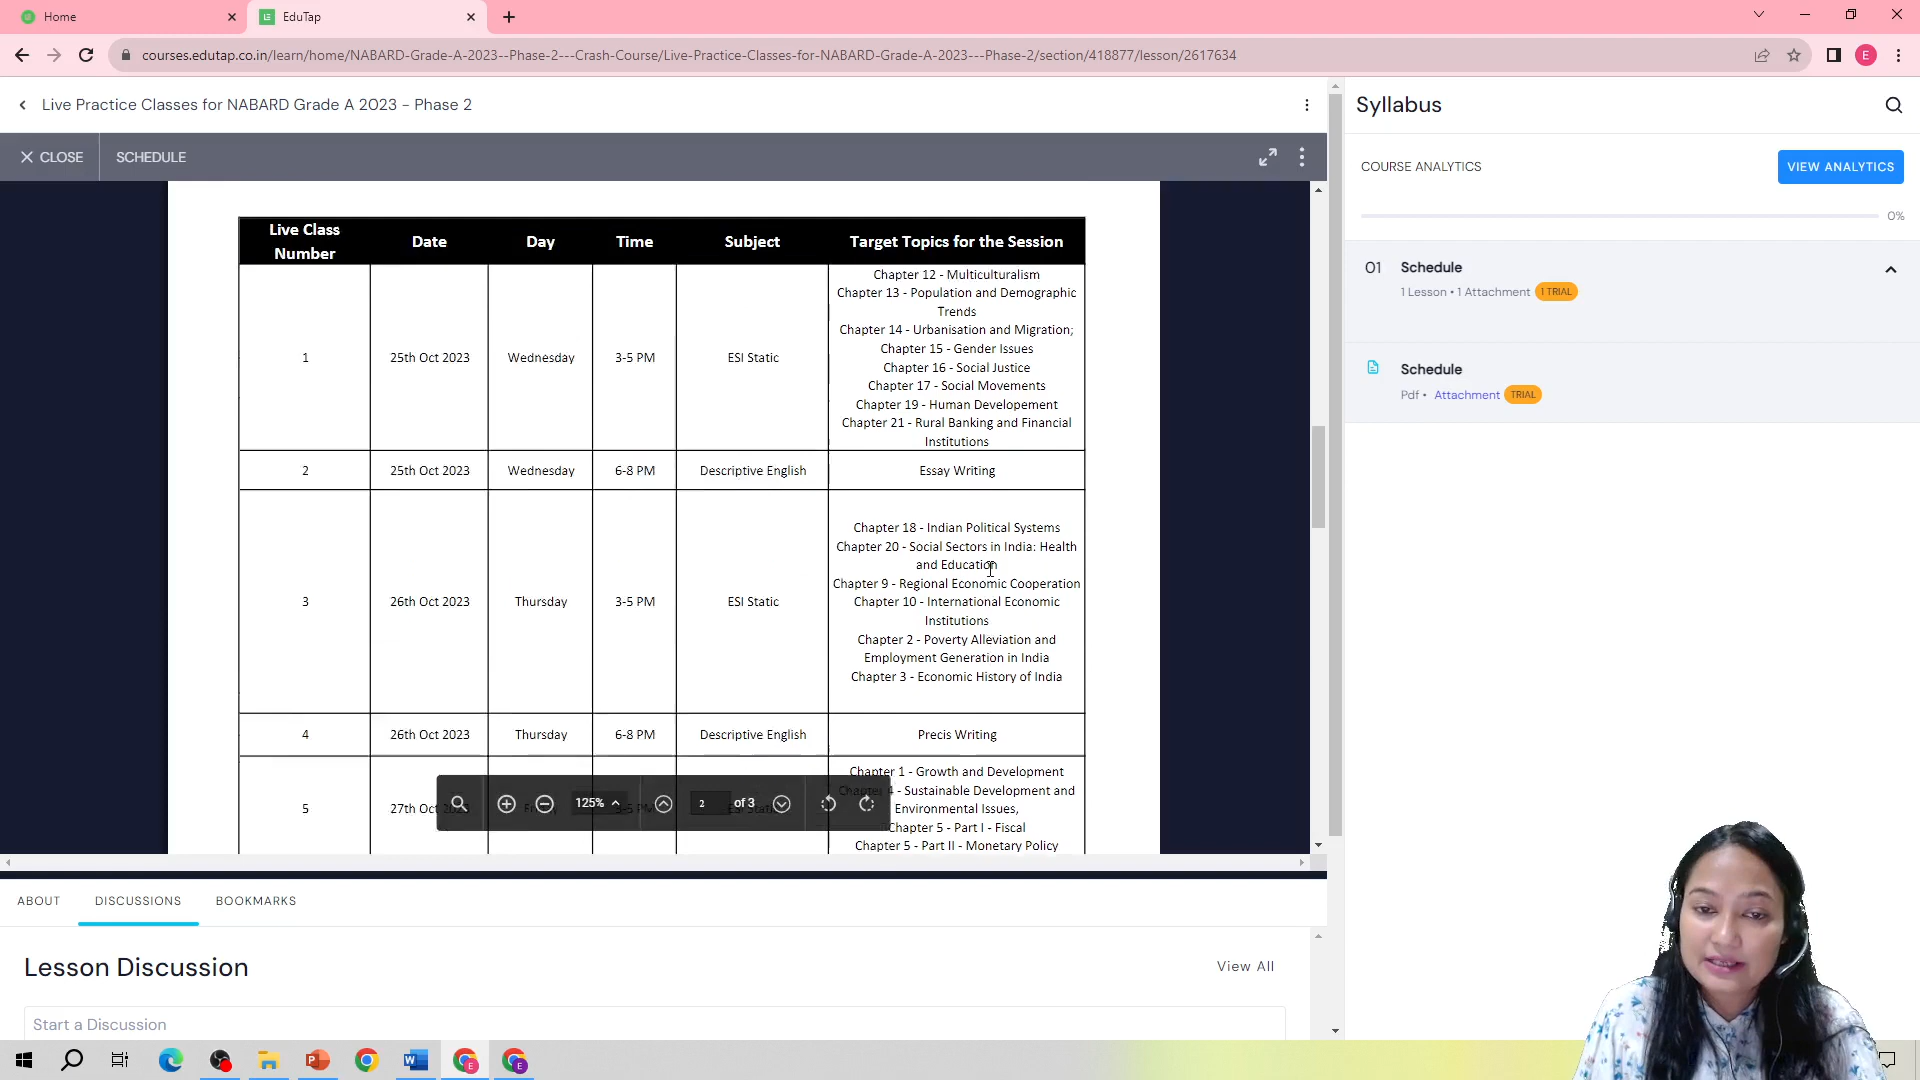 Home
EduTap
courses.edutap.co.in/learn/home/NABARD-Grade-A-2023--Phase-2---Crash-Course/Live-Practice-Classes-for-NABARD-Grade-A-2023---Phase-2/section/418877/lesson/2617634
E
Live Practice Classes for NABARD Grade A 2023 - Phase 2
CLOSE
SCHEDULE
Live Class Number
Date
Day
Time
Subject
Target Topics for the Session
1
25th Oct 2023
Wednesday
3-5 PM
ESI Static
Chapter 12 - Multiculturalism
Chapter 13 - Population and Demographic
Trends
Chapter 14 - Urbanisation and Migration;
Chapter 15 - Gender Issues
Chapter 16 - Social Justice
Chapter 17 - Social Movements
Chapter 19 - Human Developement
Chapter 21 - Rural Banking and Financial
Institutions
2
25th Oct 2023
Wednesday
6-8 PM
Descriptive English
Essay Writing
3
26th Oct 2023
Thursday
3-5 PM
ESI Static
Chapter 18 - Indian Political Systems
Chapter 20 - Social Sectors in India: Health
and Education
Chapter 9 - Regional Economic Cooperation
Chapter 10 - International Economic
Institutions
Chapter 2 - Poverty Alleviation and
Employment Generation in India
Chapter 3 - Economic History of India
4
26th Oct 2023
Thursday
6-8 PM
Descriptive English
Precis Writing
5
27th Oct
Chapter 1 - Growth and Development
- Sustainable Development and
Environmental Issues,
Chapter 5 - Part I - Fiscal
Chapter 5 - Part II - Monetary Policy
125%
2
of 3
ABOUT
DISCUSSIONS
BOOKMARKS
Lesson Discussion
View All
Start a Discussion
Syllabus
COURSE ANALYTICS
VIEW ANALYTICS
0%
01
Schedule
1 Lesson • 1 Attachment
1 TRIAL
Schedule
Pdf • Attachment
TRIAL